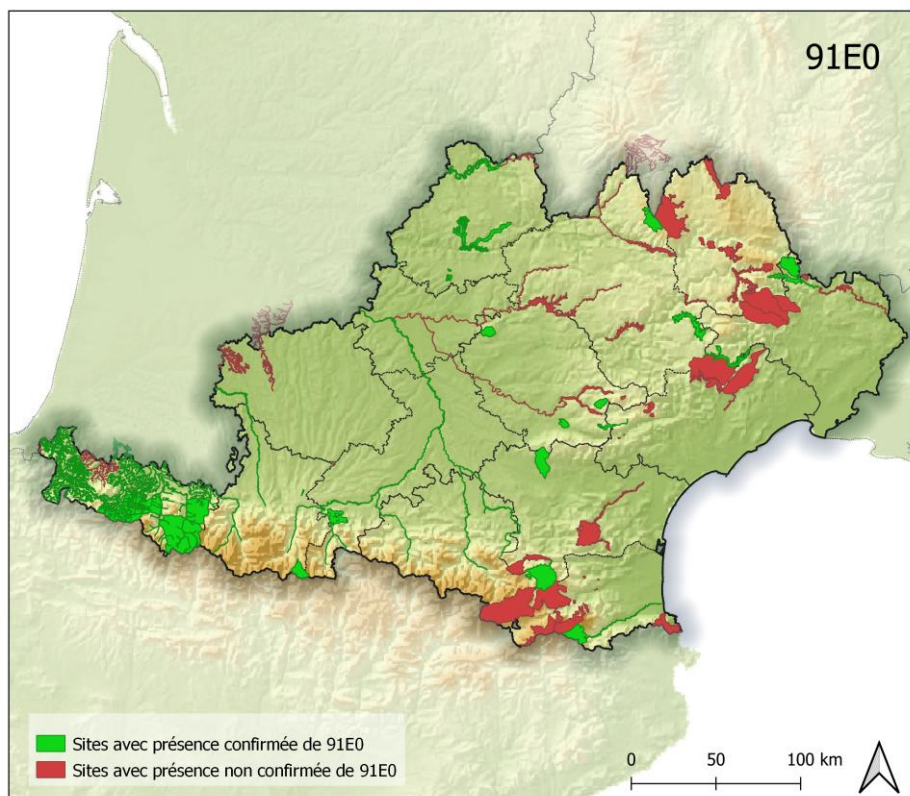 91E0
Sites avec présence confirmée de 91E0
Sites avec présence non confirmée de 91E0
0 50 100 km